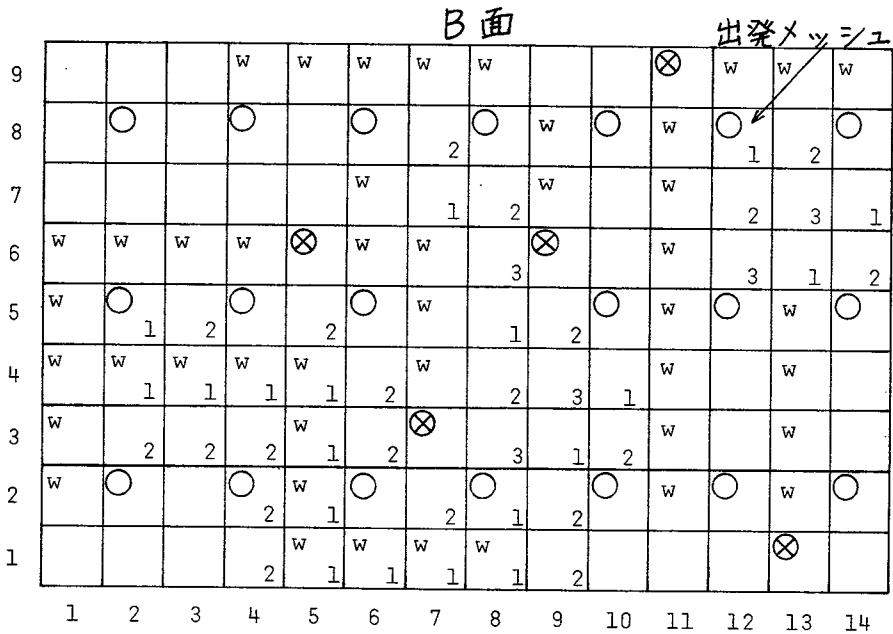 B面
出発メッシュ
9 w w w w w w w w
8 2 w w 1 2
7 w 1 2 w w 2 3 1
6 w w w w w w 3 w 3 1 2
5 w 1 2 2 w 1 2 w w
4 w w 1 w 1 w 1 w 1 2 w 2 3 1 w w
3 w 2 2 2 w 1 2 3 1 2 w w
2 w 2 w 1 2 1 2 w w
1 2 w 1 w 1 w 1 w 1 2
1 2 3 4 5 6 7 8 9 10 11 12 13 14